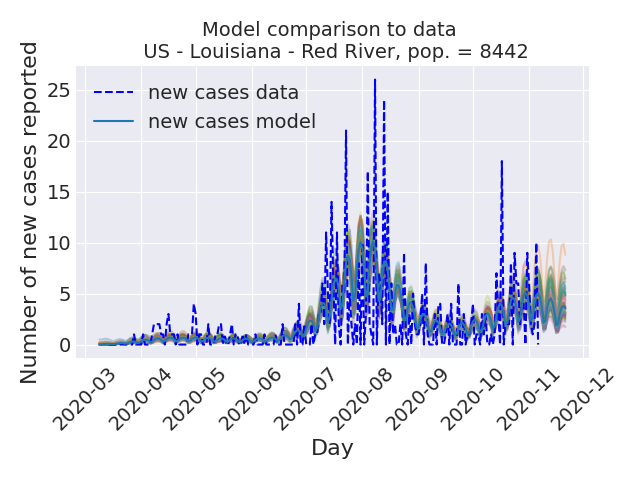 Model comparison to data
US - Louisiana - Red River, pop. = 8442
Number of new cases reported
25
20
15
10
5
0
new cases data
new cases model
2020-03
2020-04
2020-05
2020-06
2020-07
2020-08
2020-09
2020-10
2020-11
2020-12
Day